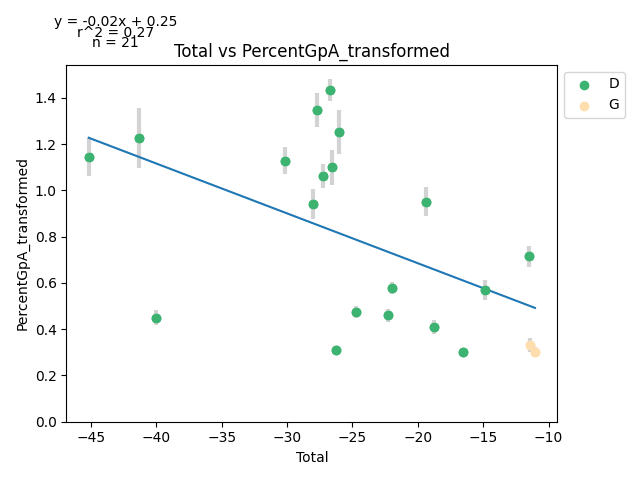 y = -0.02x + 0.25
r^2 = 0.27
n = 21
Total vs PercentGpA_transformed
D
G
PercentGpA_transformed
1.4
1.2
1.0
0.8
0.6
0.4
0.2
0.0
−45 −40 −35 −30 −25 −20 −15 −10
Total